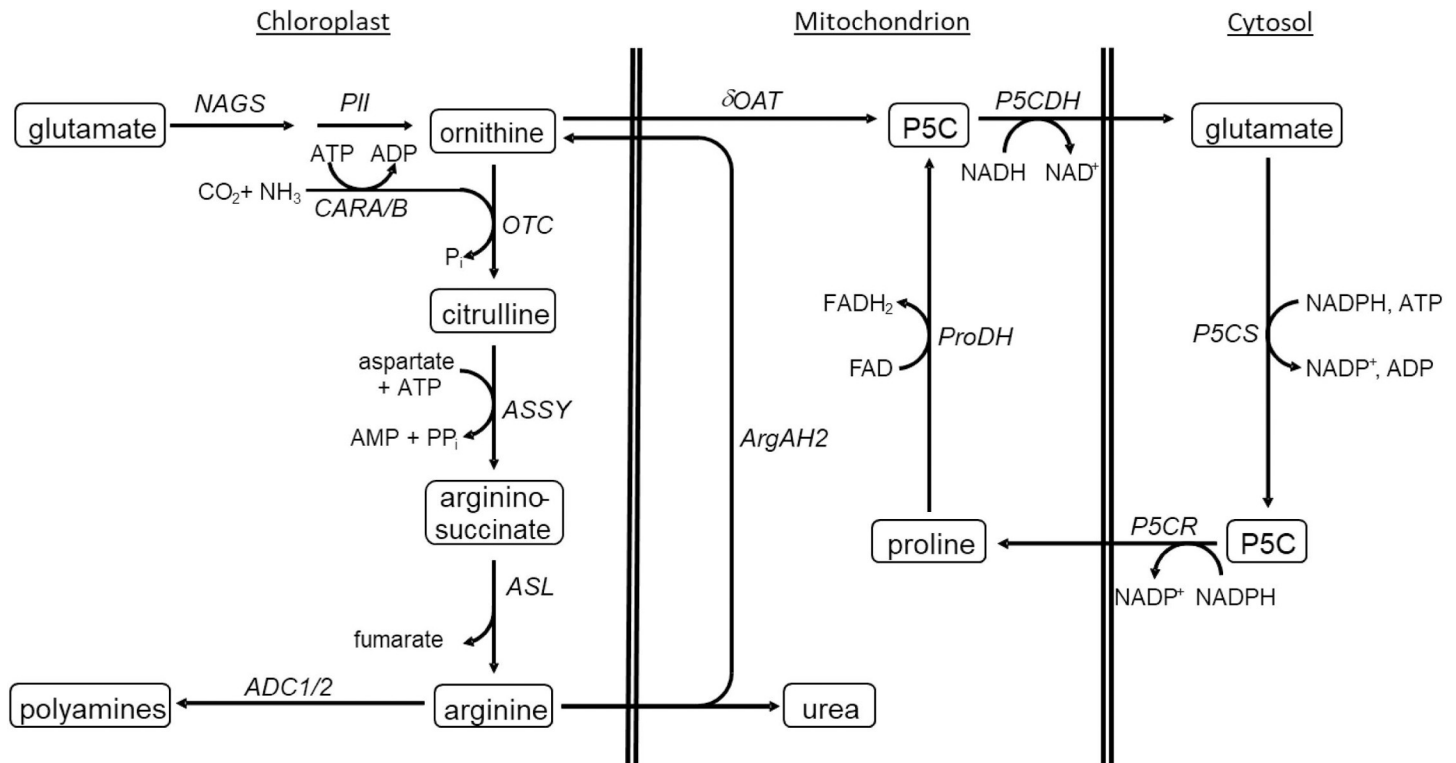 Chloroplast
Mitochondrion
Cytosol
NAGS
PII
δOAT
P5CDH
glutamate
ornithine
P5C
glutamate
ATP
ADP
NADH
NAD⁺
CO₂+ NH₃
CARA/B
OTC
Pᵢ
citrulline
FADH₂
NADPH, ATP
ProDH
P5CS
aspartate
+ ATP
FAD
NADP⁺, ADP
ASSY
AMP + PPᵢ
ArgAH2
arginino-
succinate
proline
P5CR
P5C
ASL
NADP⁺
NADPH
fumarate
ADC1/2
polyamines
arginine
urea